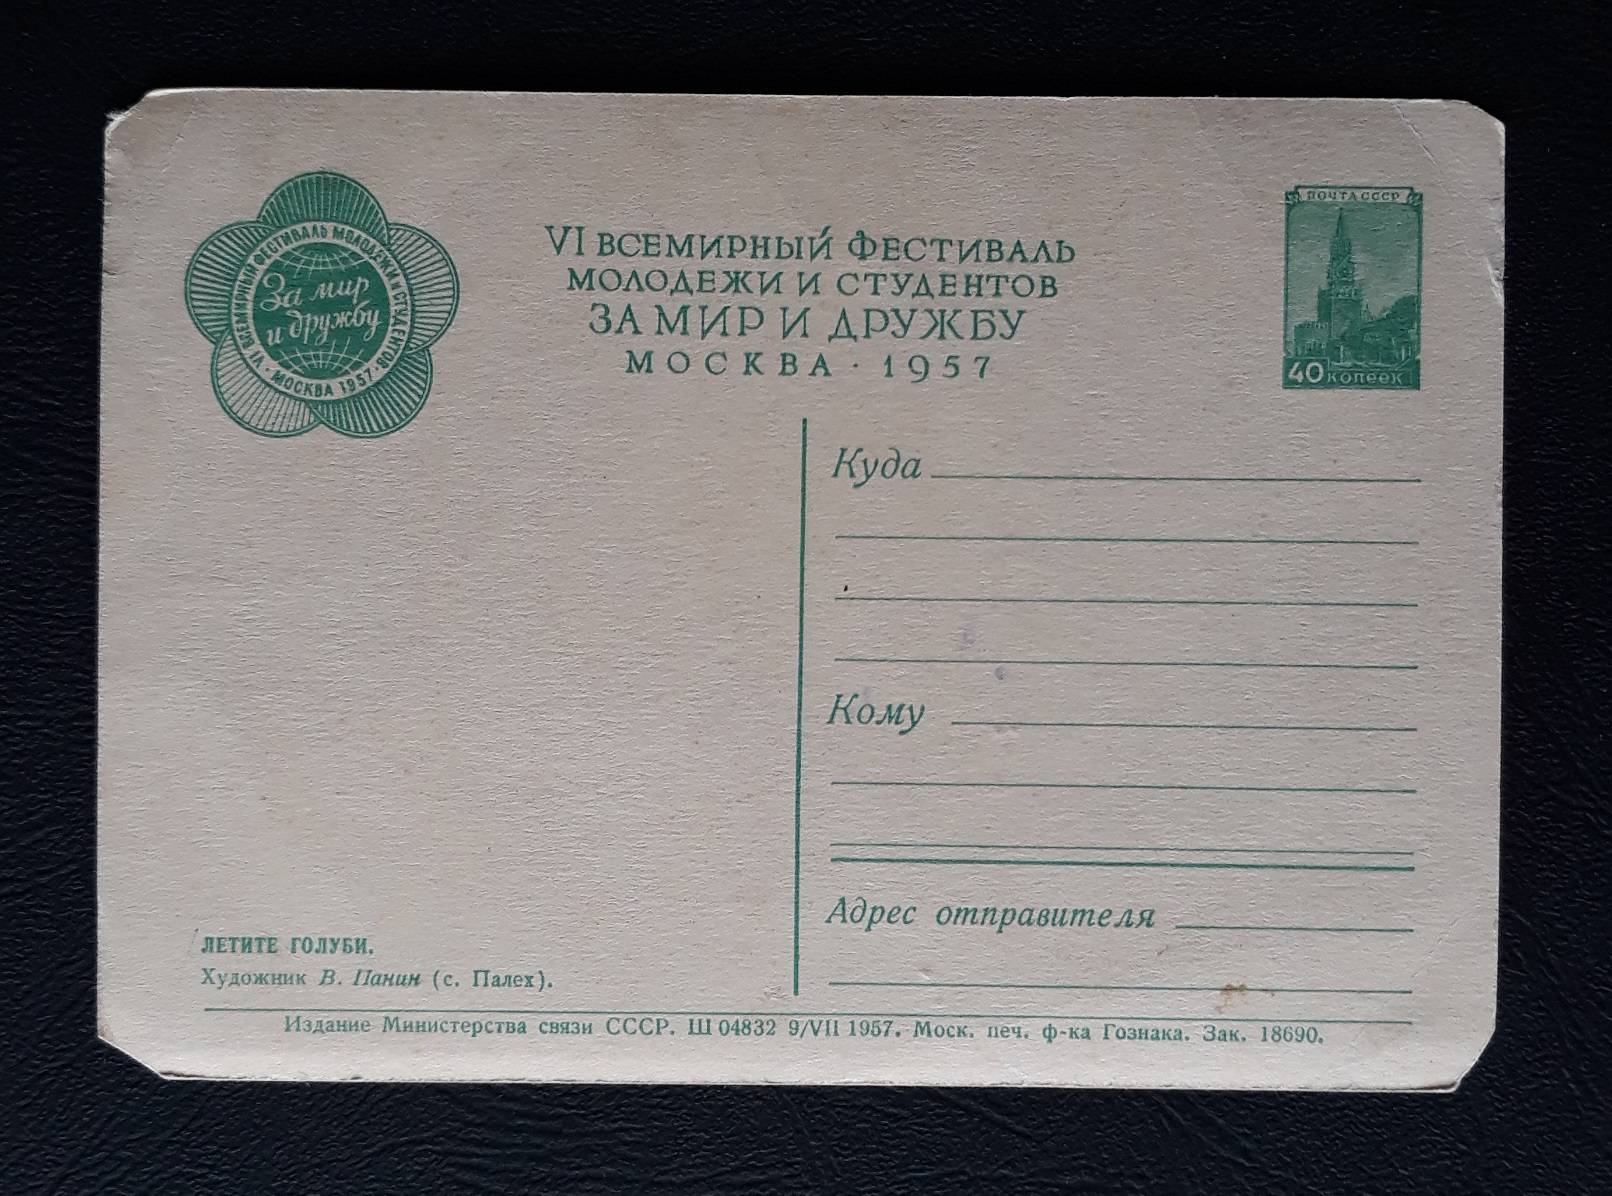 VI ВСЕМИРНЫЙ ФЕСТИВАЛЬ МОЛОДЕЖИ И СТУДЕНТОВ
За мир
и дружбу
· МОСКВА 1957 ·
VI ВСЕМИРНЫЙ ФЕСТИВАЛЬ
МОЛОДЕЖИ И СТУДЕНТОВ
ЗА МИР И ДРУЖБУ
МОСКВА · 1957
ПОЧТА СССР
40 копеек
Куда
Кому
Адрес отправителя
ЛЕТИТЕ ГОЛУБИ.
Художник В. Панин (с. Палех).
Издание Министерства связи СССР. Ш 04832 9/VII 1957. Моск. печ. ф-ка Гознака. Зак. 18690.